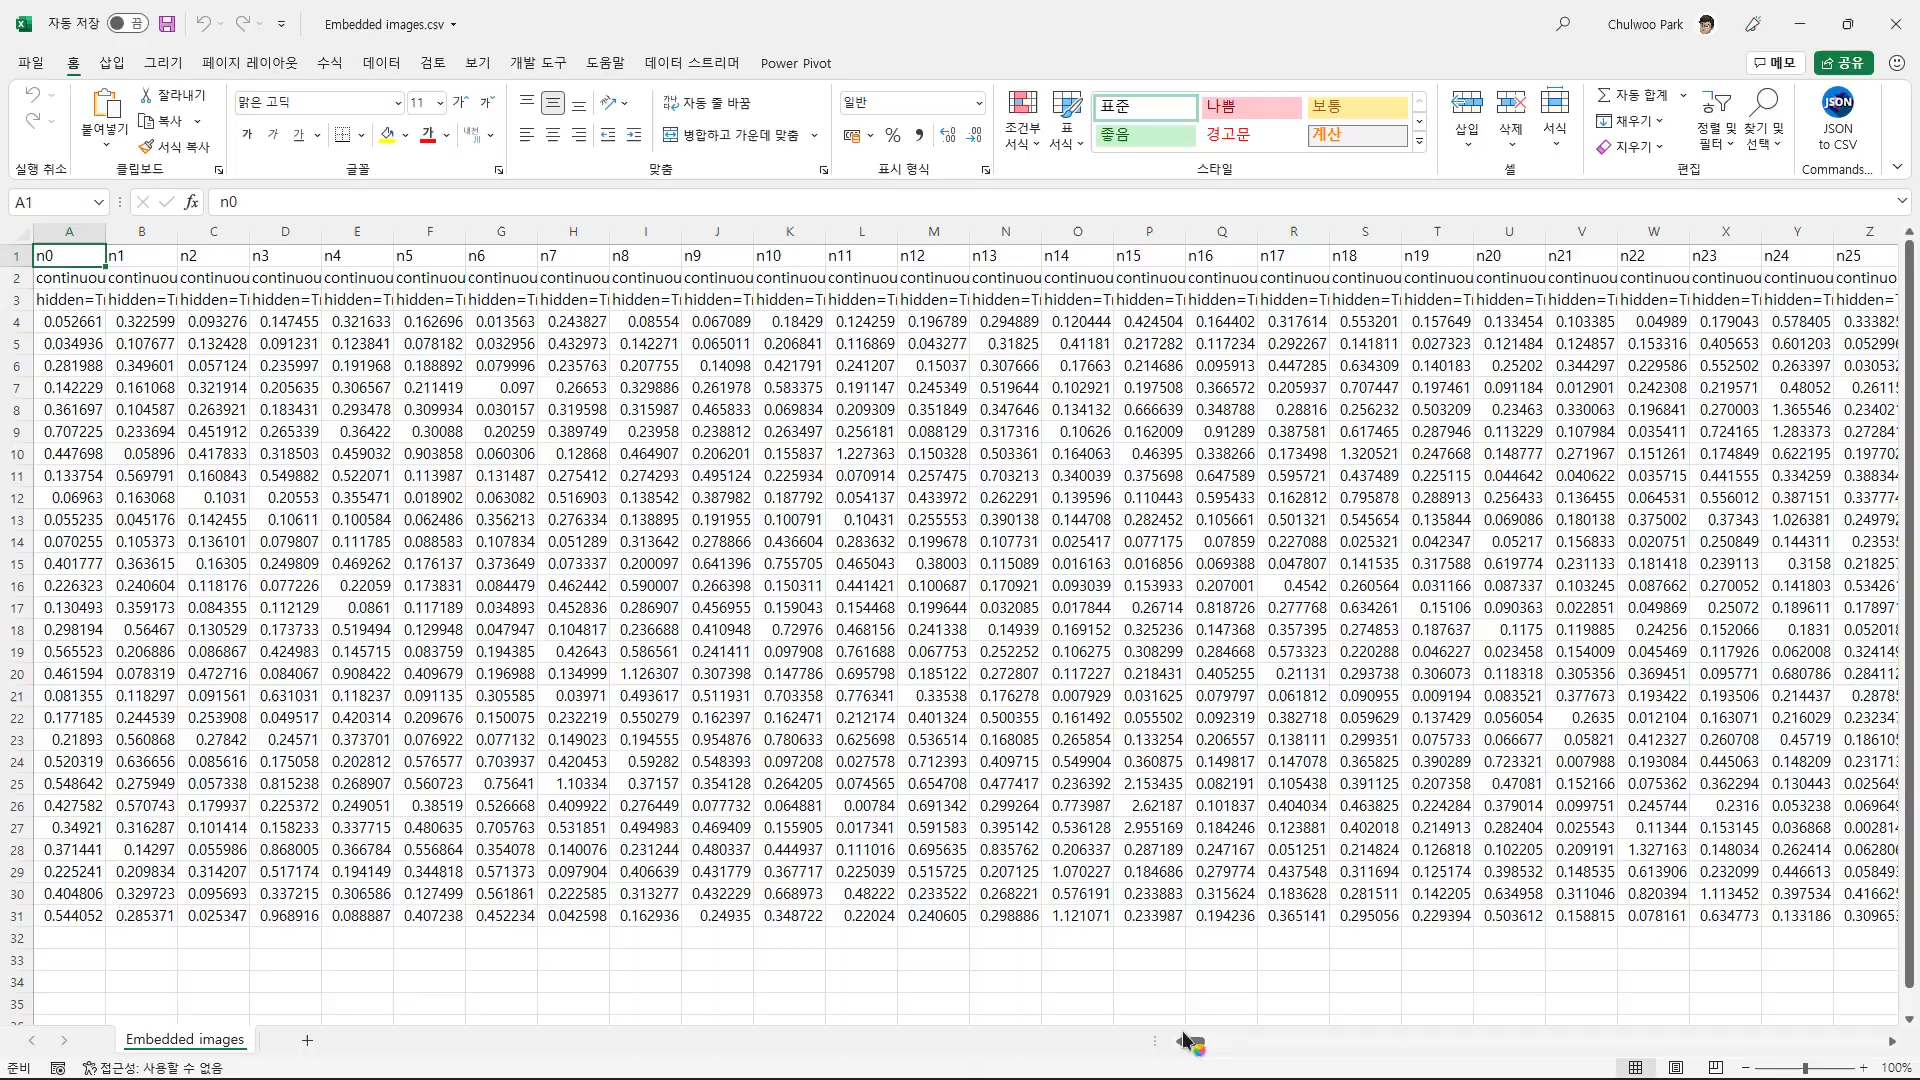 자동 저장 끔 Embedded images.csv Chulwoo Park
파일 홈 삽입 그리기 페이지 레이아웃 수식 데이터 검토 보기 개발 도구 도움말 데이터 스트리머 Power Pivot 메모 공유
붙여넣기 잘라내기 복사 서식 복사
맑은 고딕 11 가 가
가 가 가 가 내천
자동 줄 바꿈
병합하고 가운데 맞춤
일반
조건부 서식 표 서식
표준 나쁨 보통
좋음 경고문 계산
삽입 삭제 서식
자동 합계
채우기
지우기
정렬 및 필터 찾기 및 선택
JSON
JSON to CSV
실행 취소 클립보드 글꼴 맞춤 표시 형식 스타일 셀 편집 Commands...
A1 fx n0
A B C D E F G H I J K L M N O P Q R S T U V W X Y Z
1 n0 n1 n2 n3 n4 n5 n6 n7 n8 n9 n10 n11 n12 n13 n14 n15 n16 n17 n18 n19 n20 n21 n22 n23 n24 n25
2 continuou continuou continuou continuou continuou continuou continuou continuou continuou continuou continuou continuou continuou continuou continuou continuou continuou continuou continuou continuou continuou continuou continuou continuou continuou continuo
3 hidden=Tr hidden=Tr hidden=Tr hidden=Tr hidden=Tr hidden=Tr hidden=Tr hidden=Tr hidden=Tr hidden=Tr hidden=Tr hidden=Tr hidden=Tr hidden=Tr hidden=Tr hidden=Tr hidden=Tr hidden=Tr hidden=Tr hidden=Tr hidden=Tr hidden=Tr hidden=Tr hidden=Tr hidden=Tr hidden=T
4 0.052661 0.322599 0.093276 0.147455 0.321633 0.162696 0.013563 0.243827 0.08554 0.067089 0.18429 0.124259 0.196789 0.294889 0.120444 0.424504 0.164402 0.317614 0.553201 0.157649 0.133454 0.103385 0.04989 0.179043 0.578405 0.333825
5 0.034936 0.107677 0.132428 0.091231 0.123841 0.078182 0.032956 0.432973 0.142271 0.065011 0.206841 0.116869 0.043277 0.31825 0.41181 0.217282 0.117234 0.292267 0.141811 0.027323 0.121484 0.124857 0.153316 0.405653 0.601203 0.052996
6 0.281988 0.349601 0.057124 0.235997 0.191968 0.188892 0.079996 0.235763 0.207755 0.14098 0.421791 0.241207 0.15037 0.307666 0.17663 0.214686 0.095913 0.447285 0.634309 0.140183 0.25202 0.344297 0.229586 0.552502 0.263397 0.030532
7 0.142229 0.161068 0.321914 0.205635 0.306567 0.211419 0.097 0.26653 0.329886 0.261978 0.583375 0.191147 0.245349 0.519644 0.102921 0.197508 0.366572 0.205937 0.707447 0.197461 0.091184 0.012901 0.242308 0.219571 0.48052 0.26115
8 0.361697 0.104587 0.263921 0.183431 0.293478 0.309934 0.030157 0.319598 0.315987 0.465833 0.069834 0.209309 0.351849 0.347646 0.134132 0.666639 0.348788 0.28816 0.256232 0.503209 0.23463 0.330063 0.196841 0.270003 1.365546 0.234021
9 0.707225 0.233694 0.451912 0.265339 0.36422 0.30088 0.20259 0.389749 0.23958 0.238812 0.263497 0.256181 0.088129 0.317316 0.10626 0.162009 0.91289 0.387581 0.617465 0.287946 0.113229 0.107984 0.035411 0.724165 1.283373 0.272841
10 0.447698 0.05896 0.417833 0.318503 0.459032 0.903858 0.060306 0.12868 0.464907 0.206201 0.155837 1.227363 0.150328 0.503361 0.164063 0.46395 0.338266 0.173498 1.320521 0.247668 0.148777 0.271967 0.151261 0.174849 0.622195 0.197702
11 0.133754 0.569791 0.160843 0.549882 0.522071 0.113987 0.131487 0.275412 0.274293 0.495124 0.225934 0.070914 0.257475 0.703213 0.340039 0.375698 0.647589 0.595721 0.437489 0.225115 0.044642 0.040622 0.035715 0.441555 0.334259 0.388344
12 0.06963 0.163068 0.1031 0.20553 0.355471 0.018902 0.063082 0.516903 0.138542 0.387982 0.187792 0.054137 0.433972 0.262291 0.139596 0.110443 0.595433 0.162812 0.795878 0.288913 0.256433 0.136455 0.064531 0.556012 0.387151 0.337774
13 0.055235 0.045176 0.142455 0.10611 0.100584 0.062486 0.356213 0.276334 0.138895 0.191955 0.100791 0.10431 0.255553 0.390138 0.144708 0.282452 0.105661 0.501321 0.545654 0.135844 0.069086 0.180138 0.375002 0.37343 1.026381 0.249792
14 0.070255 0.105373 0.136101 0.079807 0.111785 0.088583 0.107834 0.051289 0.313642 0.278866 0.436604 0.283632 0.199678 0.107731 0.025417 0.077175 0.07859 0.227088 0.025321 0.042347 0.05217 0.156833 0.020751 0.250849 0.144311 0.23535
15 0.401777 0.363615 0.16305 0.249809 0.469262 0.176137 0.373649 0.073337 0.200097 0.641396 0.755705 0.465043 0.38003 0.115089 0.016163 0.016856 0.069388 0.047807 0.141535 0.317588 0.619774 0.231133 0.181418 0.239113 0.3158 0.218257
16 0.226323 0.240604 0.118176 0.077226 0.22059 0.173831 0.084479 0.462442 0.590007 0.266398 0.150311 0.441421 0.100687 0.170921 0.093039 0.153933 0.207001 0.4542 0.260564 0.031166 0.087337 0.103245 0.087662 0.270052 0.141803 0.534261
17 0.130493 0.359173 0.084355 0.112129 0.0861 0.117189 0.034893 0.452836 0.286907 0.456955 0.159043 0.154468 0.199644 0.032085 0.017844 0.26714 0.818726 0.277768 0.634261 0.15106 0.090363 0.022851 0.049869 0.25072 0.189611 0.178971
18 0.298194 0.56467 0.130529 0.173733 0.519494 0.129948 0.047947 0.104817 0.236688 0.410948 0.72976 0.468156 0.241338 0.14939 0.169152 0.325236 0.147368 0.357395 0.274853 0.187637 0.1175 0.119885 0.24256 0.152066 0.1831 0.052018
19 0.565523 0.206886 0.086867 0.424983 0.145715 0.083759 0.194385 0.42643 0.586561 0.241411 0.097908 0.761688 0.067753 0.252252 0.106275 0.308299 0.284668 0.573323 0.220288 0.046227 0.023458 0.154009 0.045469 0.117926 0.062008 0.324149
20 0.461594 0.078319 0.472716 0.084067 0.908422 0.409679 0.196988 0.134999 1.126307 0.307398 0.147786 0.695798 0.185122 0.272807 0.117227 0.218431 0.405255 0.21131 0.293738 0.306073 0.118318 0.305356 0.369451 0.095771 0.680786 0.284112
21 0.081355 0.118297 0.091561 0.631031 0.118237 0.091135 0.305585 0.03971 0.493617 0.511931 0.703358 0.776341 0.33538 0.176278 0.007929 0.031625 0.079797 0.061812 0.090955 0.009194 0.083521 0.377673 0.193422 0.193506 0.214437 0.28785
22 0.177185 0.244539 0.253908 0.049517 0.420314 0.209676 0.150075 0.232219 0.550279 0.162397 0.162471 0.212174 0.401324 0.500355 0.161492 0.055502 0.092319 0.382718 0.059629 0.137429 0.056054 0.2635 0.012104 0.163071 0.216029 0.232347
23 0.21893 0.560868 0.27842 0.24571 0.373701 0.076922 0.077132 0.149023 0.194555 0.954876 0.780633 0.625698 0.536514 0.168085 0.265854 0.133254 0.206557 0.138111 0.299351 0.075733 0.066677 0.05821 0.412327 0.260708 0.45719 0.186105
24 0.520319 0.636656 0.085616 0.175058 0.202812 0.576577 0.703937 0.420453 0.59282 0.548393 0.097208 0.027578 0.712393 0.409715 0.549904 0.360875 0.149817 0.147078 0.365825 0.390289 0.723321 0.007988 0.193084 0.445063 0.148209 0.231713
25 0.548642 0.275949 0.057338 0.815238 0.268907 0.560723 0.75641 1.10334 0.37157 0.354128 0.264205 0.074565 0.654708 0.477417 0.236392 2.153435 0.082191 0.105438 0.391125 0.207358 0.47081 0.152166 0.075362 0.362294 0.130443 0.025649
26 0.427582 0.570743 0.179937 0.225372 0.249051 0.38519 0.526668 0.409922 0.276449 0.077732 0.064881 0.00784 0.691342 0.299264 0.773987 2.62187 0.101837 0.404034 0.463825 0.224284 0.379014 0.099751 0.245744 0.2316 0.053238 0.069649
27 0.34921 0.316287 0.101414 0.158233 0.337715 0.480635 0.705763 0.531851 0.494983 0.469409 0.155905 0.017341 0.591583 0.395142 0.536128 2.955169 0.184246 0.123881 0.402018 0.214913 0.282404 0.025543 0.11344 0.153145 0.036868 0.002814
28 0.371441 0.14297 0.055986 0.868005 0.366784 0.556864 0.354078 0.140076 0.231244 0.480337 0.444937 0.111016 0.695635 0.835762 0.206337 0.287189 0.247167 0.051251 0.214824 0.126818 0.102205 0.209191 1.327163 0.148034 0.262414 0.062806
29 0.225241 0.209834 0.314207 0.517174 0.194149 0.344818 0.571373 0.097904 0.406639 0.431779 0.367717 0.225039 0.515725 0.207125 1.070227 0.184686 0.279774 0.437548 0.311694 0.125174 0.398532 0.148535 0.613906 0.232099 0.446613 0.058493
30 0.404806 0.329723 0.095693 0.337215 0.306586 0.127499 0.561861 0.222585 0.313277 0.432229 0.668973 0.48222 0.233522 0.268221 0.576191 0.233883 0.315624 0.183628 0.281511 0.142205 0.634958 0.311046 0.820394 1.113452 0.397534 0.416625
31 0.544052 0.285371 0.025347 0.968916 0.088887 0.407238 0.452234 0.042598 0.162936 0.24935 0.348722 0.22024 0.240605 0.298886 1.121071 0.233987 0.194236 0.365141 0.295056 0.229394 0.503612 0.158815 0.078161 0.634773 0.133186 0.309653
32
33
34
35
Embedded images
준비 접근성: 사용할 수 없음 100%